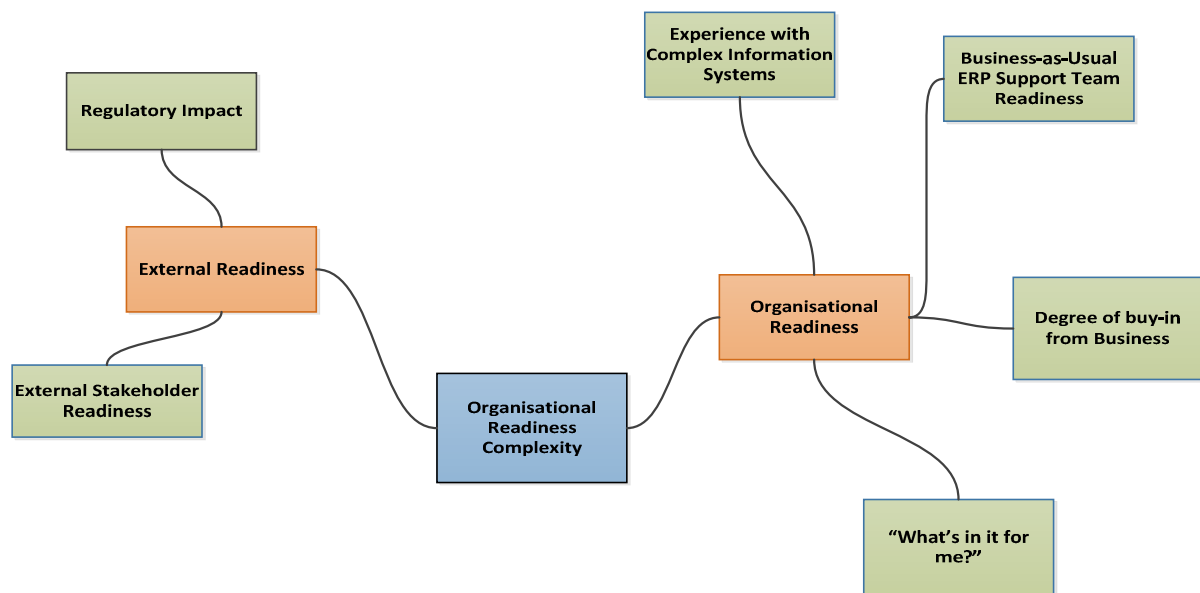 Experience with
Complex Information
Systems
Business-as-Usual
ERP Support Team
Readiness
Regulatory Impact
External Readiness
Organisational
Readiness
Degree of buy-in
from Business
External Stakeholder
Readiness
Organisational
Readiness
Complexity
“What’s in it for
me?”